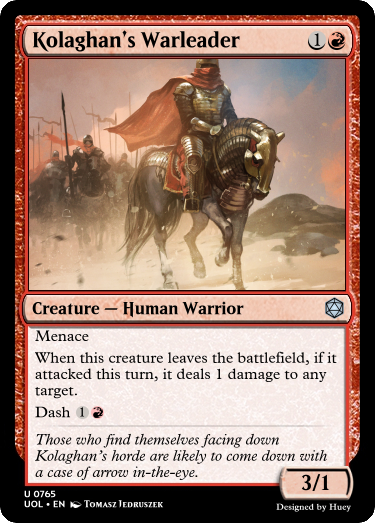 Kolaghan's Warleader 1
Creature — Human Warrior
Menace
When this creature leaves the battlefield, if it
attacked this turn, it deals 1 damage to any
target.
Dash 1
Those who find themselves facing down
Kolaghan's horde are likely to come down with
a case of arrow in-the-eye.
3/1
U 0765
UOL • EN Tomasz Jedruszek
Designed by Huey